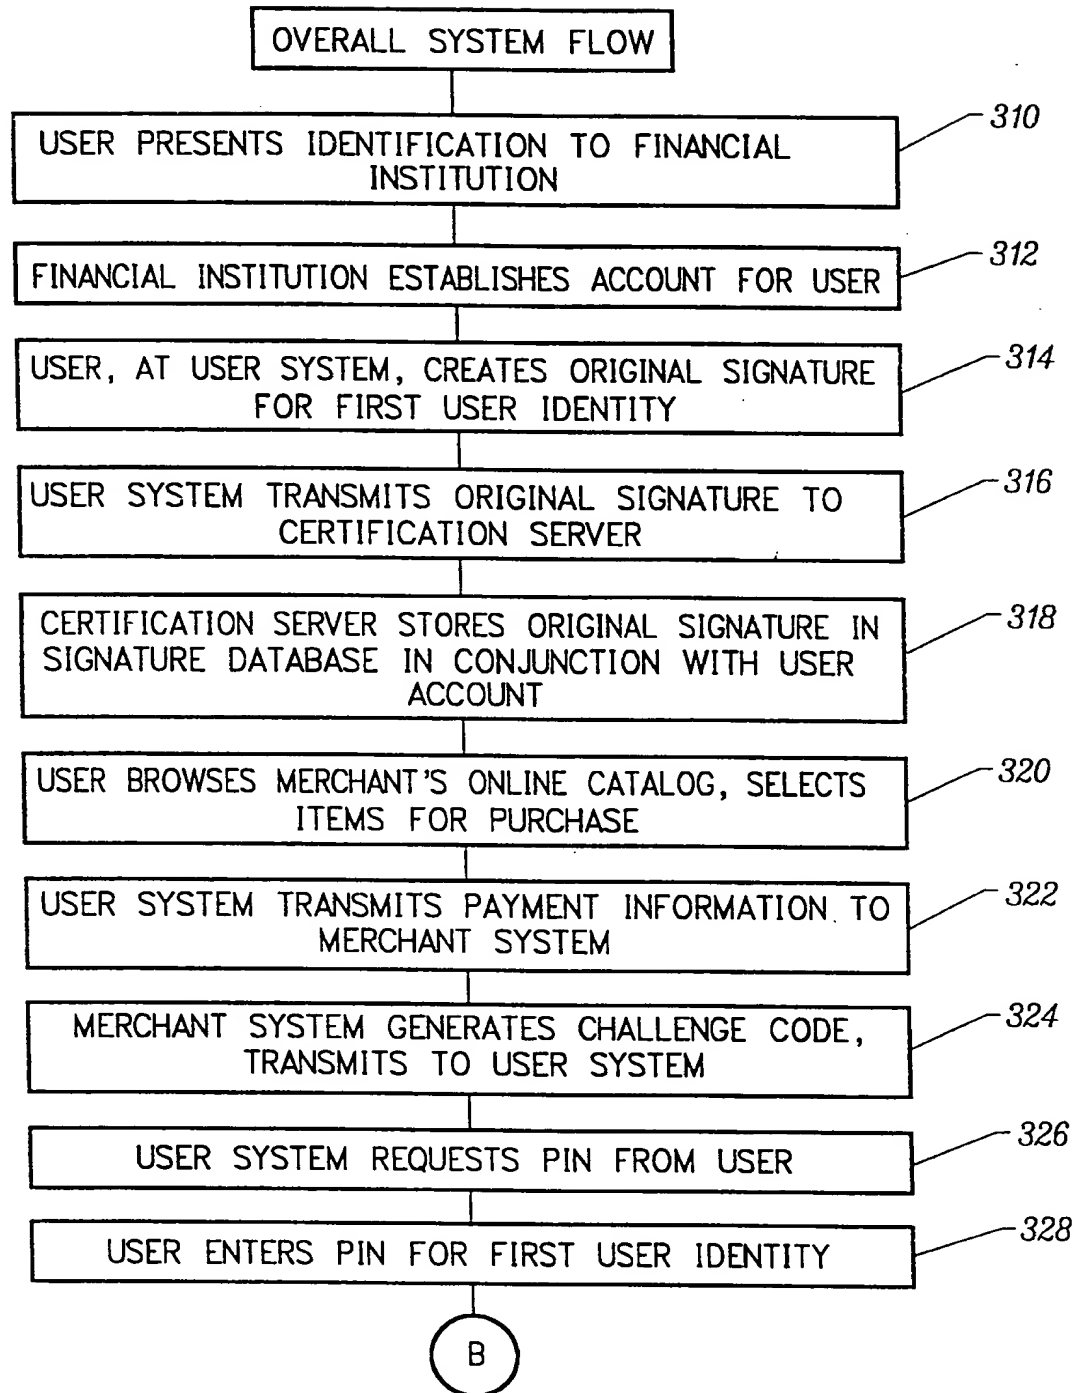 OVERALL SYSTEM FLOW
310
USER PRESENTS IDENTIFICATION TO FINANCIAL
INSTITUTION
312
FINANCIAL INSTITUTION ESTABLISHES ACCOUNT FOR USER
314
USER, AT USER SYSTEM, CREATES ORIGINAL SIGNATURE
FOR FIRST USER IDENTITY
316
USER SYSTEM TRANSMITS ORIGINAL SIGNATURE TO
CERTIFICATION SERVER
318
CERTIFICATION SERVER STORES ORIGINAL SIGNATURE IN
SIGNATURE DATABASE IN CONJUNCTION WITH USER
ACCOUNT
320
USER BROWSES MERCHANT'S ONLINE CATALOG, SELECTS
ITEMS FOR PURCHASE
322
USER SYSTEM TRANSMITS PAYMENT INFORMATION TO
MERCHANT SYSTEM
324
MERCHANT SYSTEM GENERATES CHALLENGE CODE,
TRANSMITS TO USER SYSTEM
326
USER SYSTEM REQUESTS PIN FROM USER
328
USER ENTERS PIN FOR FIRST USER IDENTITY
B